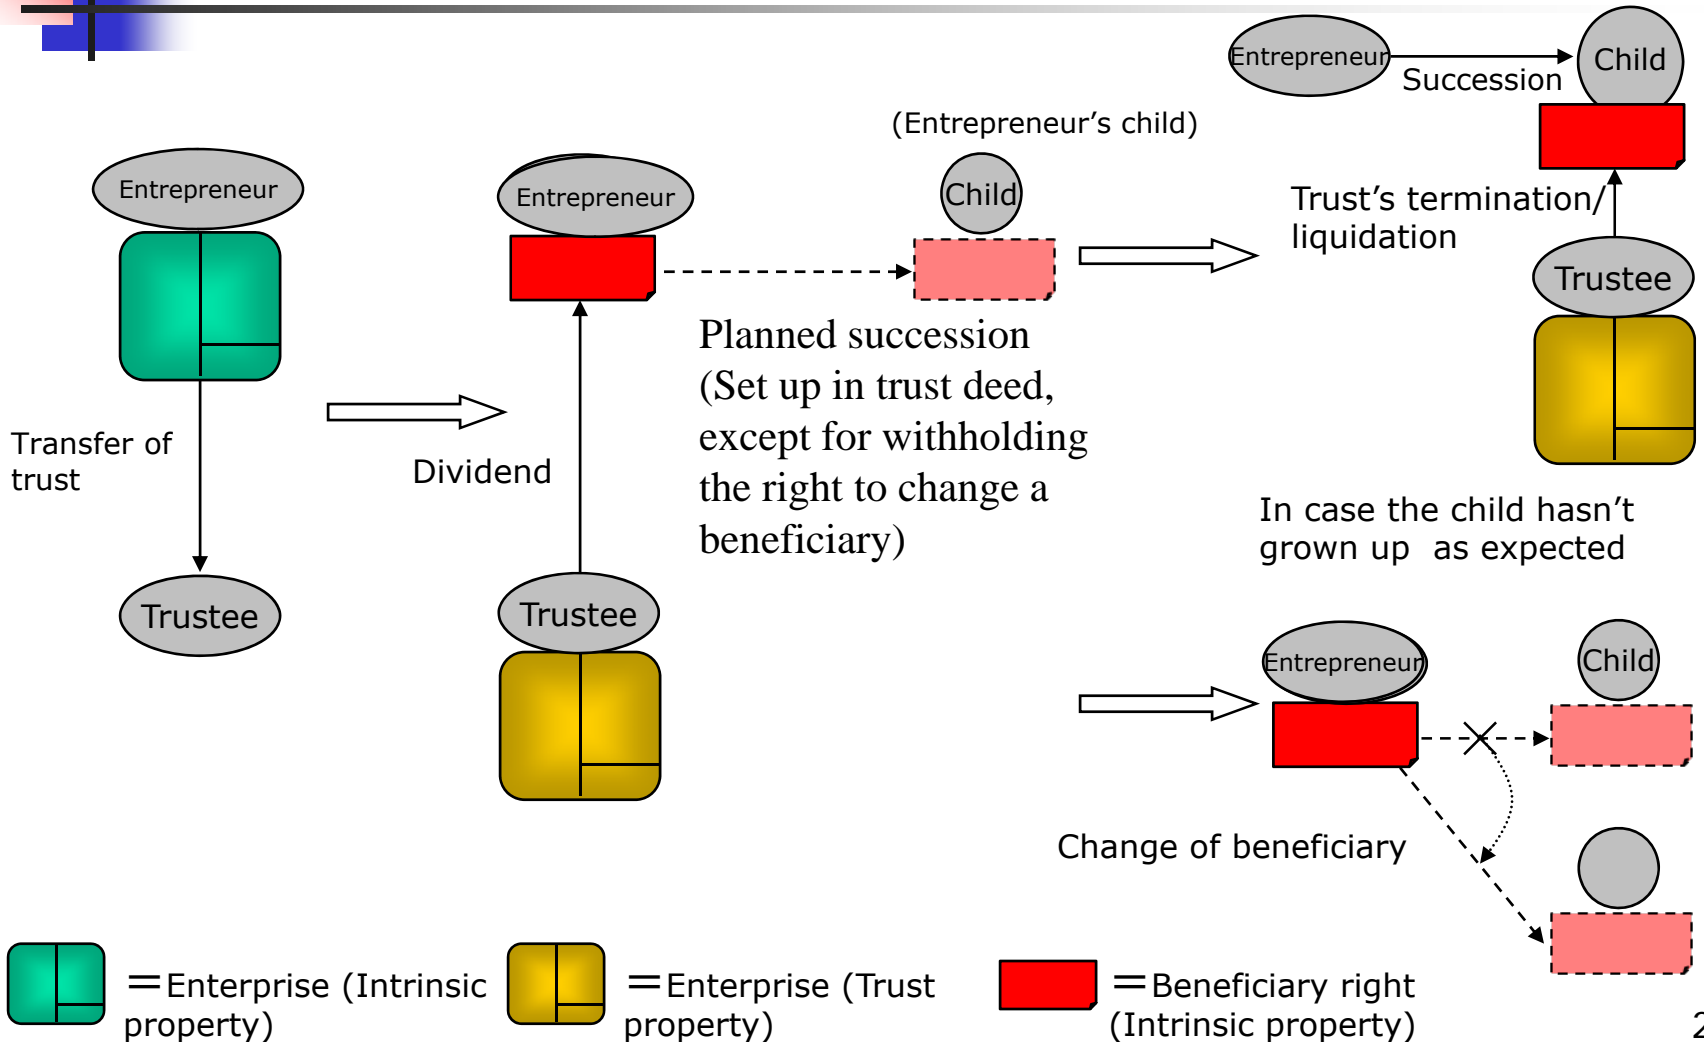 Entrepreneur
Transfer of
trust
Trustee
Entrepreneur
Dividend
Trustee
(Entrepreneur’s child)
Child
Planned succession
(Set up in trust deed,
except for withholding
the right to change a
beneficiary)
Entrepreneur
Succession
Child
Trust’s termination/
liquidation
Trustee
In case the child hasn’t
grown up  as expected
Entrepreneur
Child
Change of beneficiary
＝Enterprise (Intrinsic
property)
＝Enterprise (Trust
property)
＝Beneficiary right
(Intrinsic property)